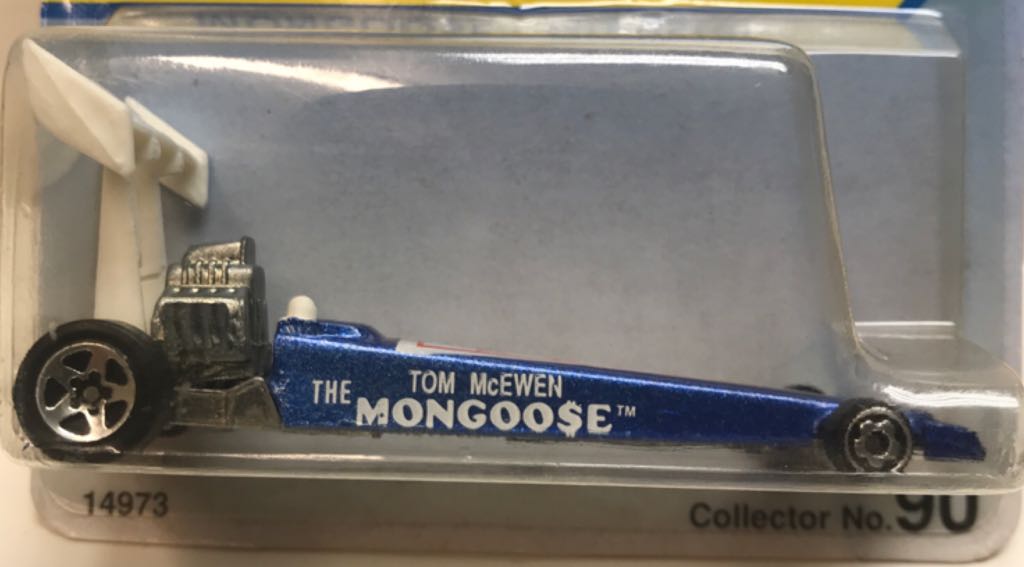 THE TOM McEWEN
MONGOO$E™
14973
Collector No. 90